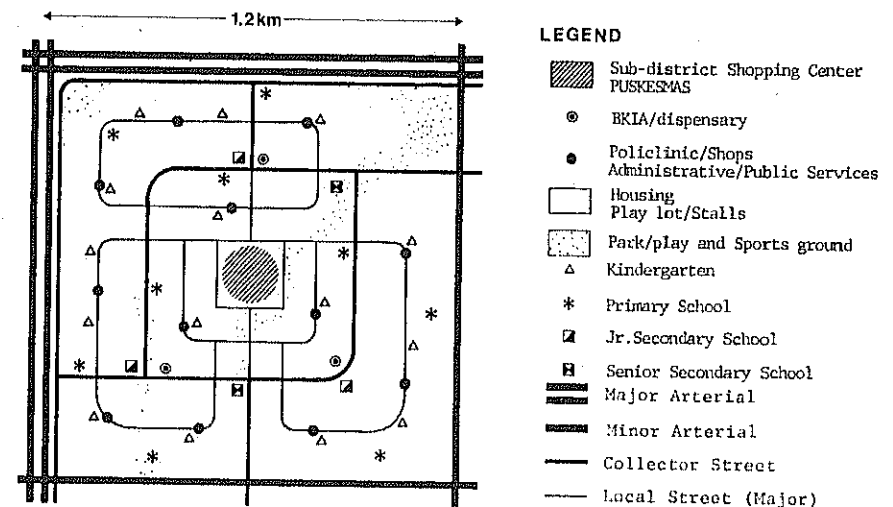 1.2km
LEGEND
Sub-district Shopping Center
PUSKESMAS
BKIA/dispensary
Policlinic/Shops
Administrative/Public Services
Housing
Play lot/Stalls
Park/play and Sports ground
Kindergarten
Primary School
Jr.Secondary School
Senior Secondary School
Major Arterial
Minor Arterial
Collector Street
Local Street (Major)